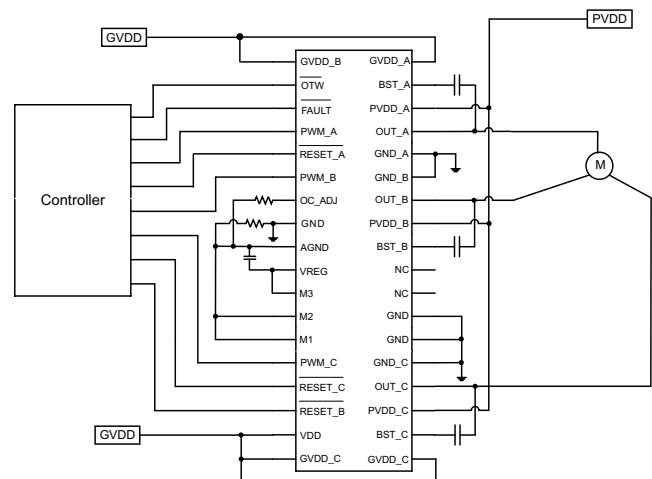 PVDD
GVDD
GVDD_B
GVDD_A
OTW
BST_A
FAULT
PVDD_A
PWM_A
OUT_A
RESET_A
GND_A
M
PWM_B
GND_B
Controller
OC_ADJ
OUT_B
GND
PVDD_B
AGND
BST_B
VREG
NC
M3
NC
M2
GND
M1
GND
PWM_C
GND_C
RESET_C
OUT_C
RESET_B
PVDD_C
GVDD
VDD
BST_C
GVDD_C
GVDD_C